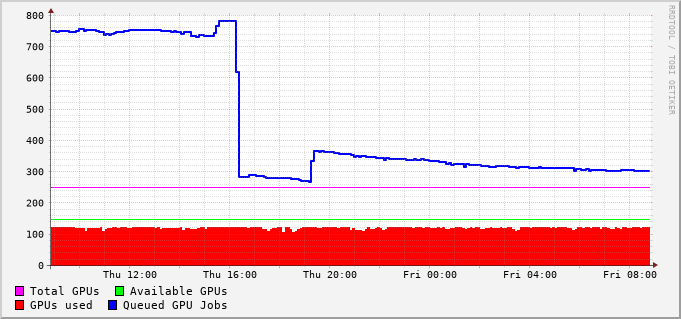 800
700
600
500
400
300
200
100
0
Thu 12:00 Thu 16:00 Thu 20:00 Fri 00:00 Fri 04:00 Fri 08:00
Total GPUs Available GPUs
GPUs used Queued GPU Jobs
RRDTOOL / TOBI OETIKER